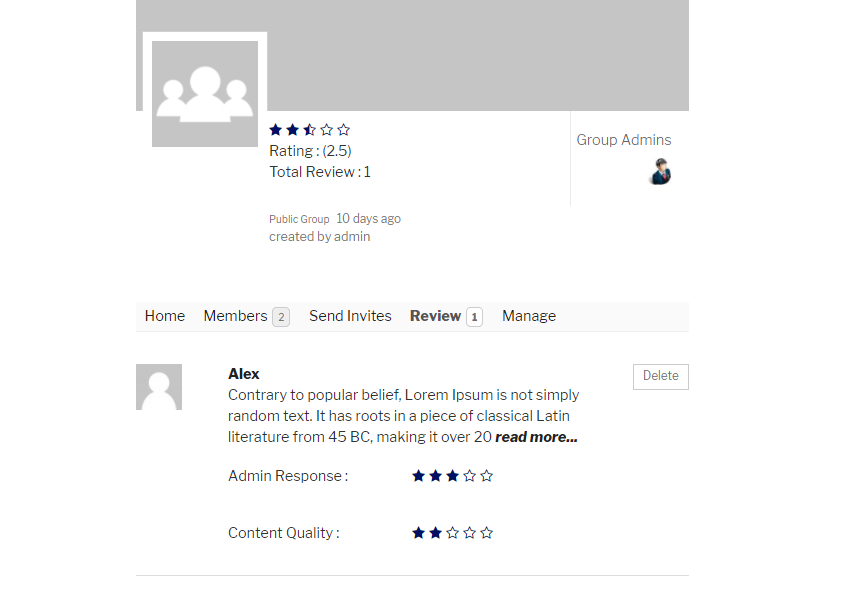 Rating : (2.5)
Total Review : 1
Group Admins
Public Group 10 days ago
created by admin
Home Members 2 Send Invites Review 1 Manage
Alex
Delete
Contrary to popular belief, Lorem Ipsum is not simply
random text. It has roots in a piece of classical Latin
literature from 45 BC, making it over 20 read more...
Admin Response :
Content Quality :